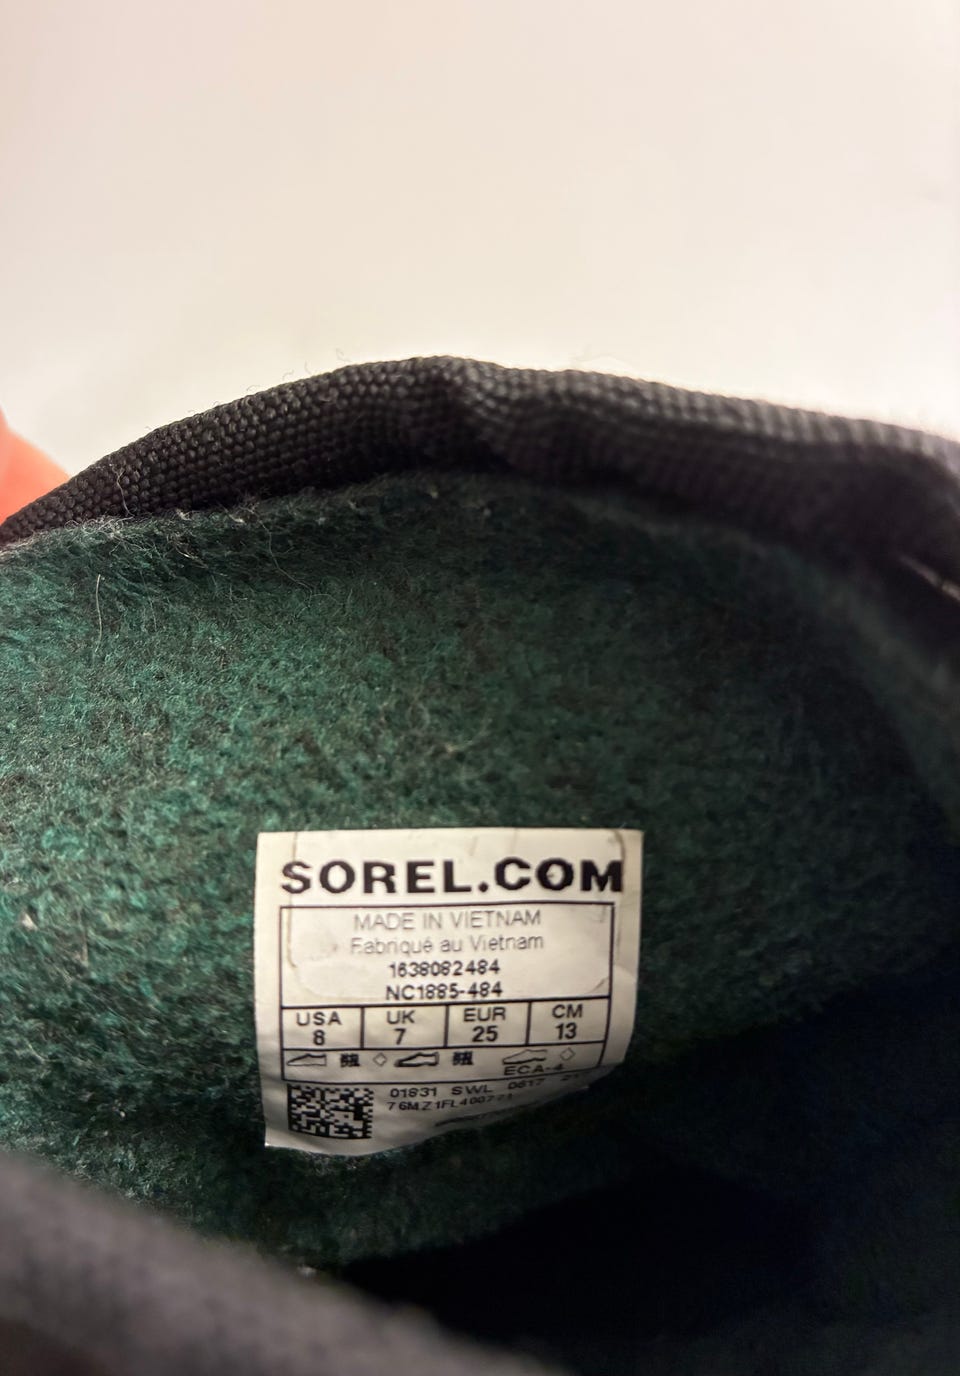 SOREL.COM
MADE IN VIETNAM
Fabriqué au Vietnam
1638082484
NC1885-484
USA UK EUR CM
8 7 25 13
ECA-4
01831 SWL 0617